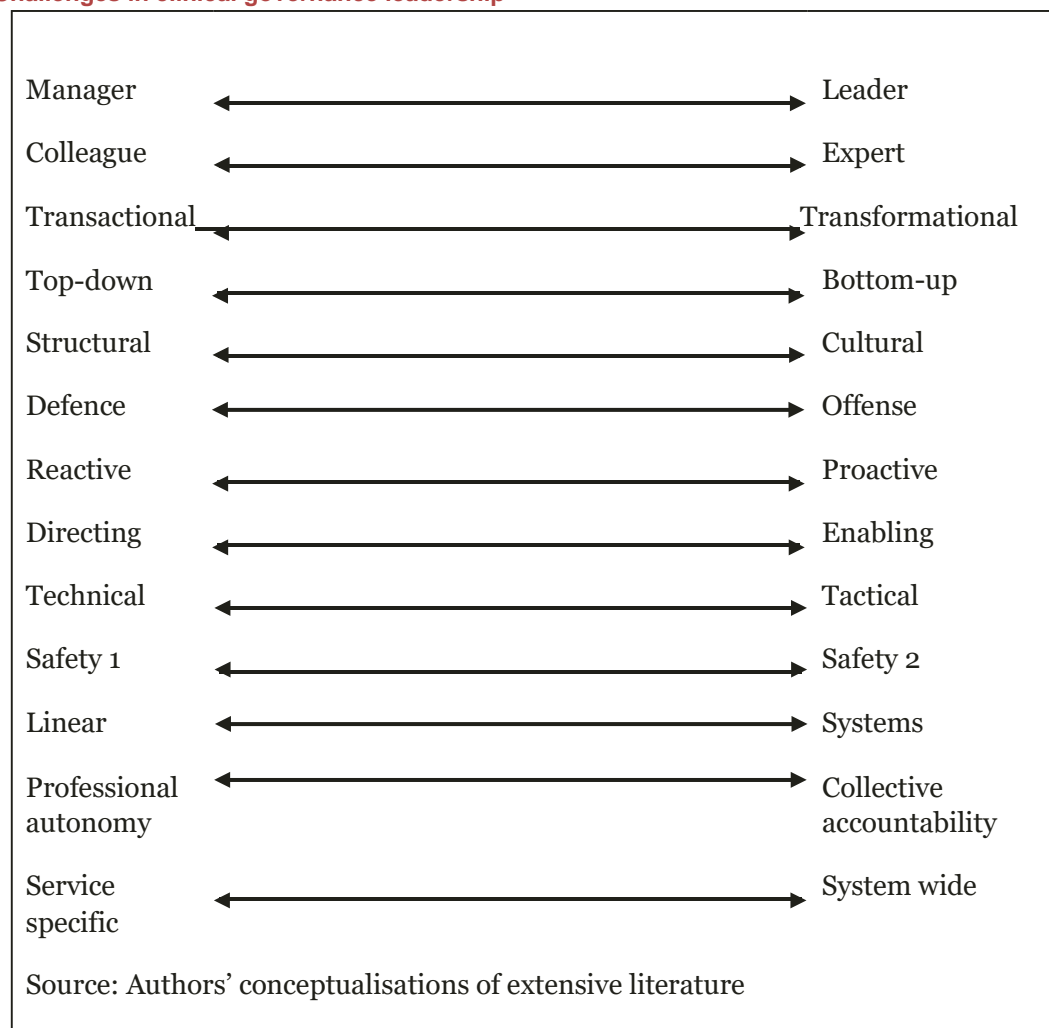 challenges in clinical governance leadership
Manager Leader
Colleague Expert
Transactional Transformational
Top-down Bottom-up
Structural Cultural
Defence Offense
Reactive Proactive
Directing Enabling
Technical Tactical
Safety 1 Safety 2
Linear Systems
Professional Collective
autonomy accountability
Service System wide
specific
Source: Authors’ conceptualisations of extensive literature